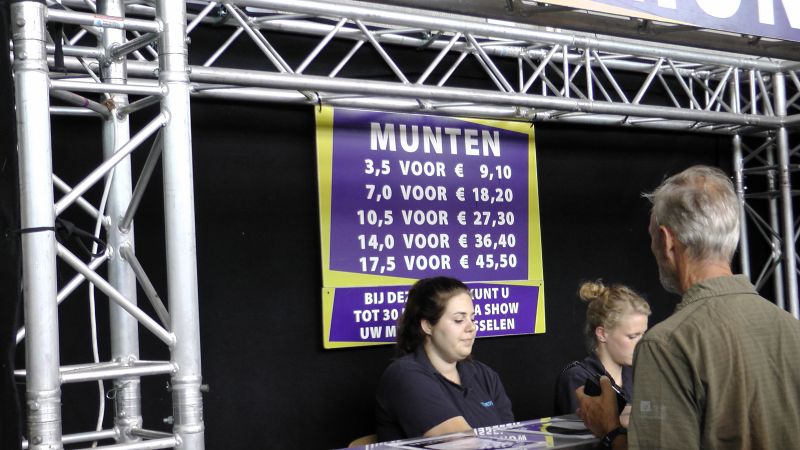 MUNTEN
3,5 VOOR € 9,10
7,0 VOOR € 18,20
10,5 VOOR € 27,30
14,0 VOOR € 36,40
17,5 VOOR € 45,50
BIJ DE KUNT U
TOT 30 A SHOW
UW M SSELEN